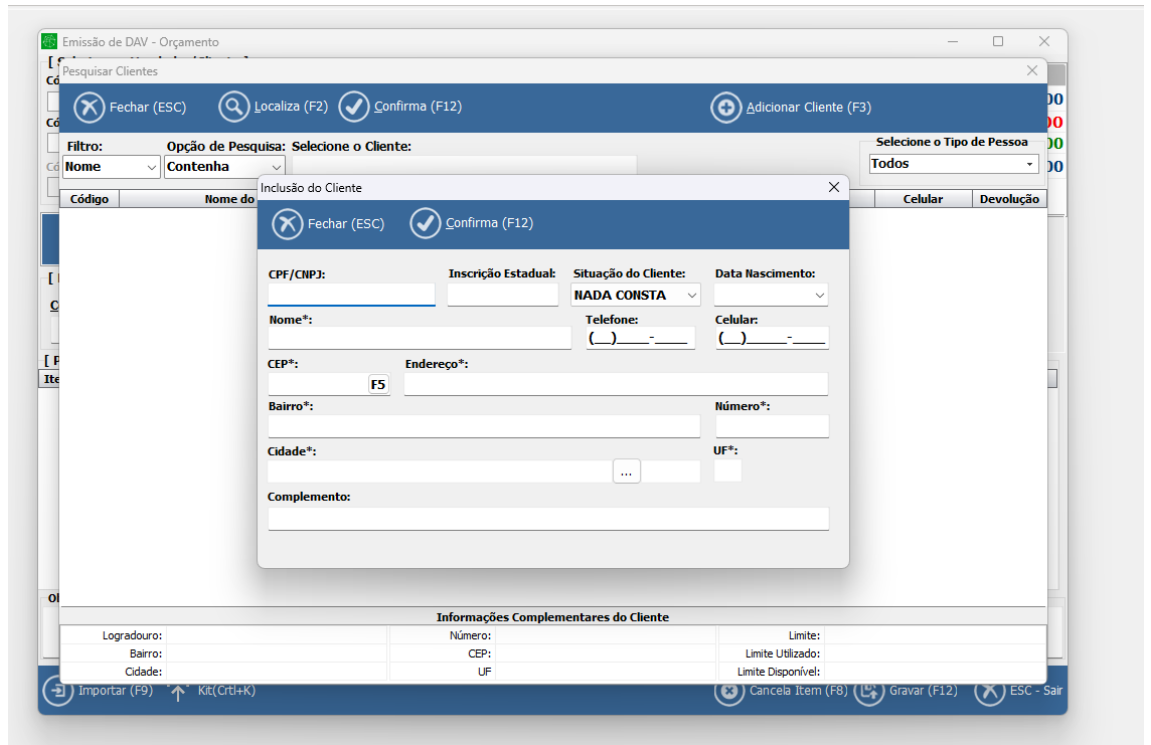 Emissão de DAV - Orçamento
Pesquisar Clientes
Fechar (ESC) Localiza (F2) Confirma (F12) Adicionar Cliente (F3)
Filtro: Opção de Pesquisa: Selecione o Cliente: Selecione o Tipo de Pessoa
Nome Contenha Todos
Código Nome do Celular Devolução
Inclusão do Cliente
Fechar (ESC) Confirma (F12)
CPF/CNPJ: Inscrição Estadual: Situação do Cliente: Data Nascimento:
NADA CONSTA
Nome*: Telefone: Celular:
(__)____-____ (__)_____-____
CEP*: Endereço*:
F5
Bairro*: Número*:
Cidade*: UF*:
...
Complemento:
Informações Complementares do Cliente
Logradouro: Número: Limite:
Bairro: CEP: Limite Utilizado:
Cidade: UF Limite Disponível:
Importar (F9) Kit(Crtl+K) Cancela Item (F8) Gravar (F12) ESC - Sair